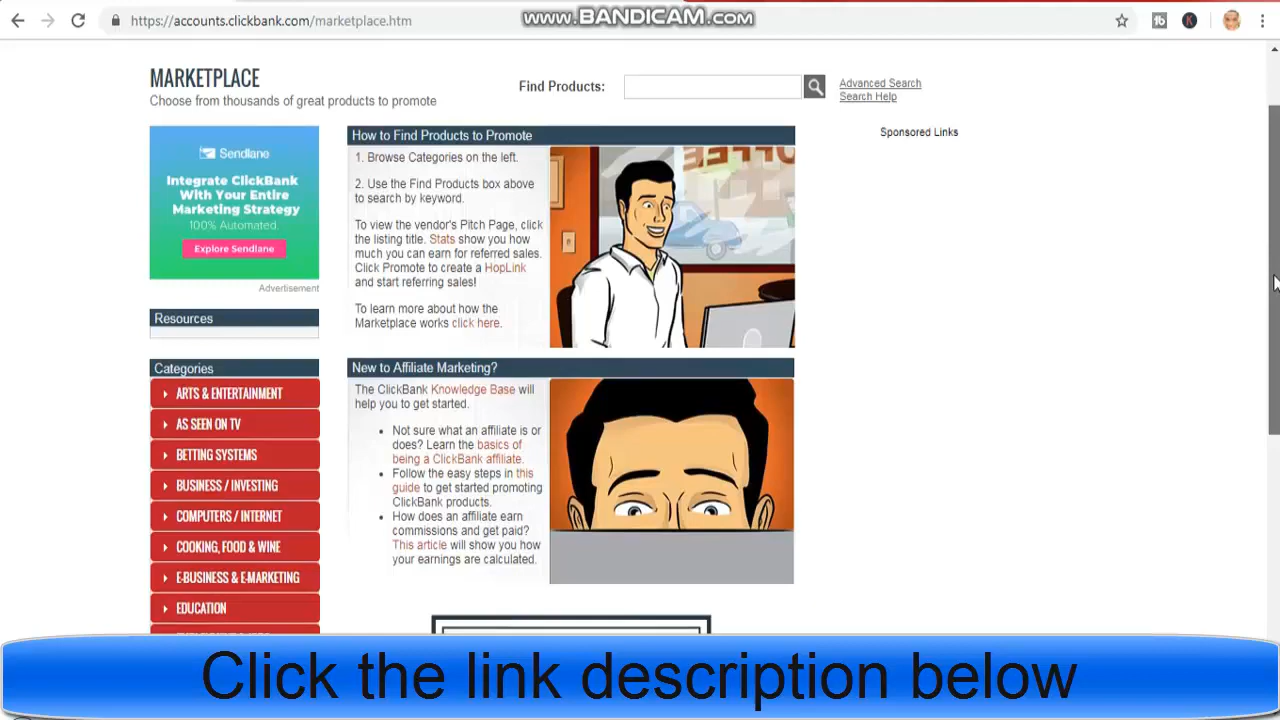 https://accounts.clickbank.com/marketplace.htm
WWW.BANDICAM.COM
MARKETPLACE
Choose from thousands of great products to promote
Find Products:
Advanced Search
Search Help
Sendlane
Integrate ClickBank
With Your Entire
Marketing Strategy
100% Automated.
Explore Sendlane
Advertisement
Resources
Categories
ARTS & ENTERTAINMENT
AS SEEN ON TV
BETTING SYSTEMS
BUSINESS / INVESTING
COMPUTERS / INTERNET
COOKING, FOOD & WINE
E-BUSINESS & E-MARKETING
EDUCATION
How to Find Products to Promote
1. Browse Categories on the left.
2. Use the Find Products box above
to search by keyword.
To view the vendor's Pitch Page, click
the listing title. Stats show you how
much you can earn for referred sales.
Click Promote to create a HopLink
and start referring sales!
To learn more about how the
Marketplace works click here.
COFFEE
New to Affiliate Marketing?
The ClickBank Knowledge Base will
help you to get started.
• Not sure what an affiliate is or
does? Learn the basics of
being a ClickBank affiliate.
• Follow the easy steps in this
guide to get started promoting
ClickBank products.
• How does an affiliate earn
commissions and get paid?
This article will show you how
your earnings are calculated.
Sponsored Links
Click the link description below